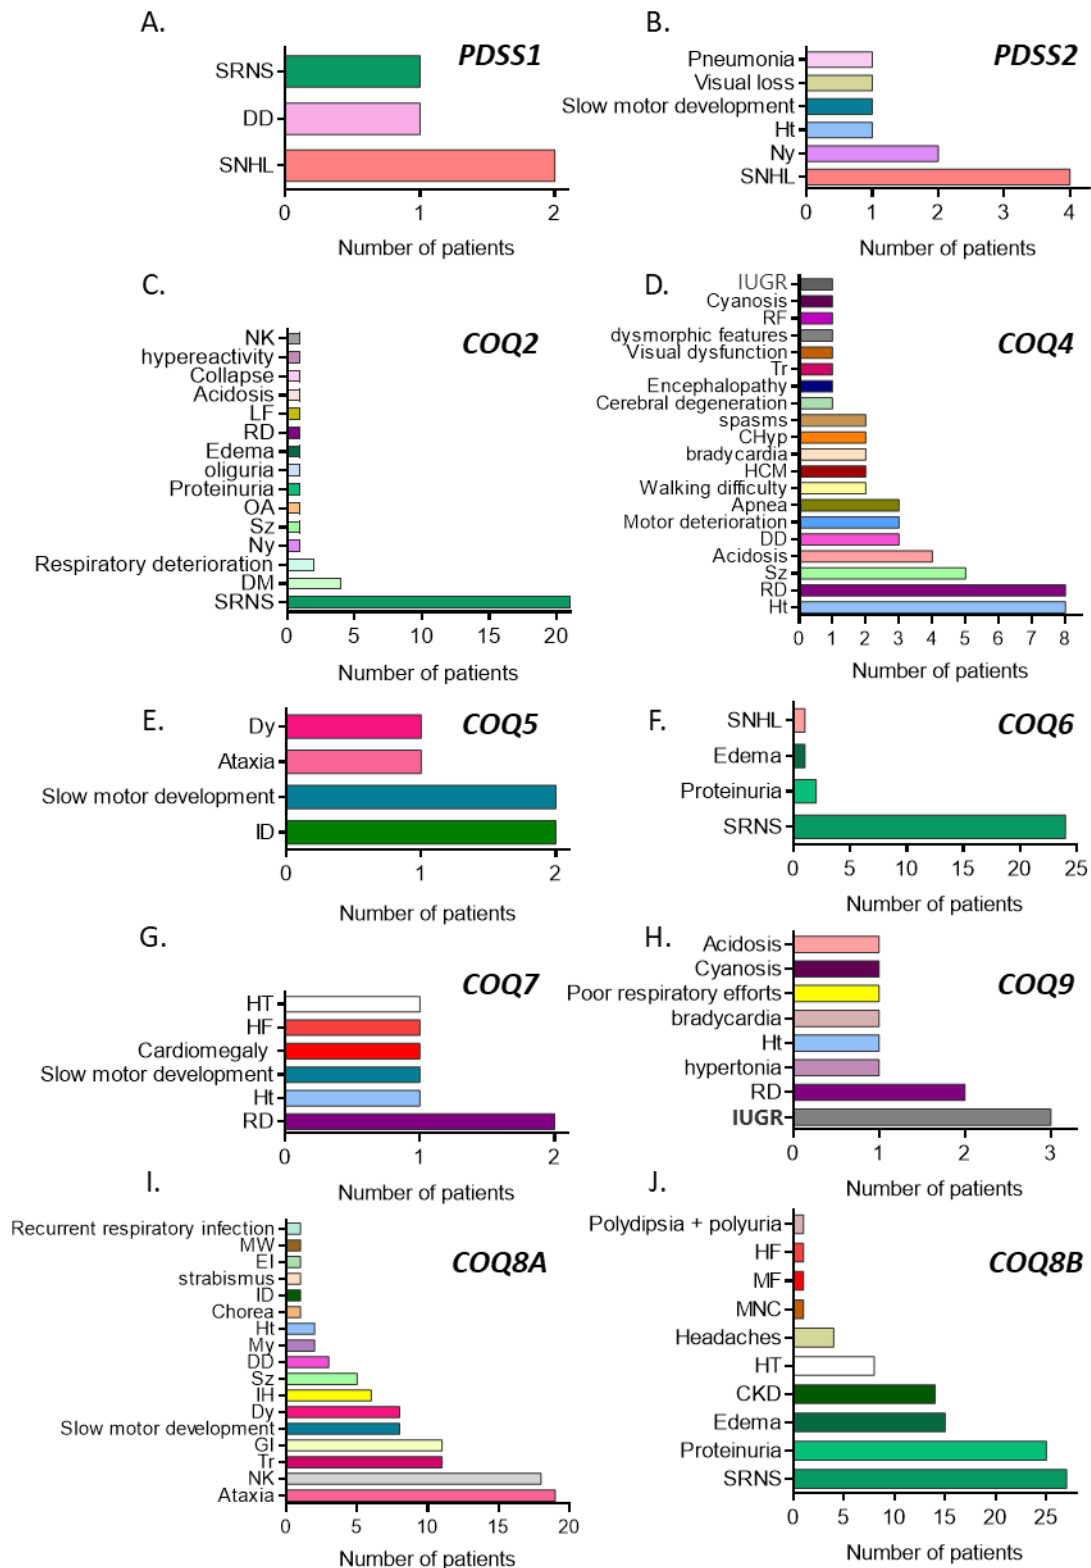 A.
PDSS1
SRNS
DD
SNHL
0 1 2
Number of patients
B.
PDSS2
Pneumonia
Visual loss
Slow motor development
Ht
Ny
SNHL
0 1 2 3 4
Number of patients
C.
COQ2
NK
hypereactivity
Collapse
Acidosis
LF
RD
Edema
oliguria
Proteinuria
OA
Sz
Ny
Respiratory deterioration
DM
SRNS
0 5 10 15 20
Number of patients
D.
COQ4
IUGR
Cyanosis
RF
dysmorphic features
Visual dysfunction
Tr
Encephalopathy
Cerebral degeneration
spasms
CHyp
bradycardia
HCM
Walking difficulty
Apnea
Motor deterioration
DD
Acidosis
Sz
RD
Ht
0 1 2 3 4 5 6 7 8
Number of patients
E.
COQ5
Dy
Ataxia
Slow motor development
ID
0 1 2
Number of patients
F.
COQ6
SNHL
Edema
Proteinuria
SRNS
0 5 10 15 20 25
Number of patients
G.
COQ7
HT
HF
Cardiomegaly
Slow motor development
Ht
RD
0 1 2
Number of patients
H.
COQ9
Acidosis
Cyanosis
Poor respiratory efforts
bradycardia
Ht
hypertonia
RD
IUGR
0 1 2 3
Number of patients
I.
COQ8A
Recurrent respiratory infection
MW
EI
strabismus
ID
Chorea
Ht
My
DD
Sz
IH
Dy
Slow motor development
GI
Tr
NK
Ataxia
0 5 10 15 20
Number of patients
J.
COQ8B
Polydipsia + polyuria
HF
MF
MNC
Headaches
HT
CKD
Edema
Proteinuria
SRNS
0 5 10 15 20 25
Number of patients